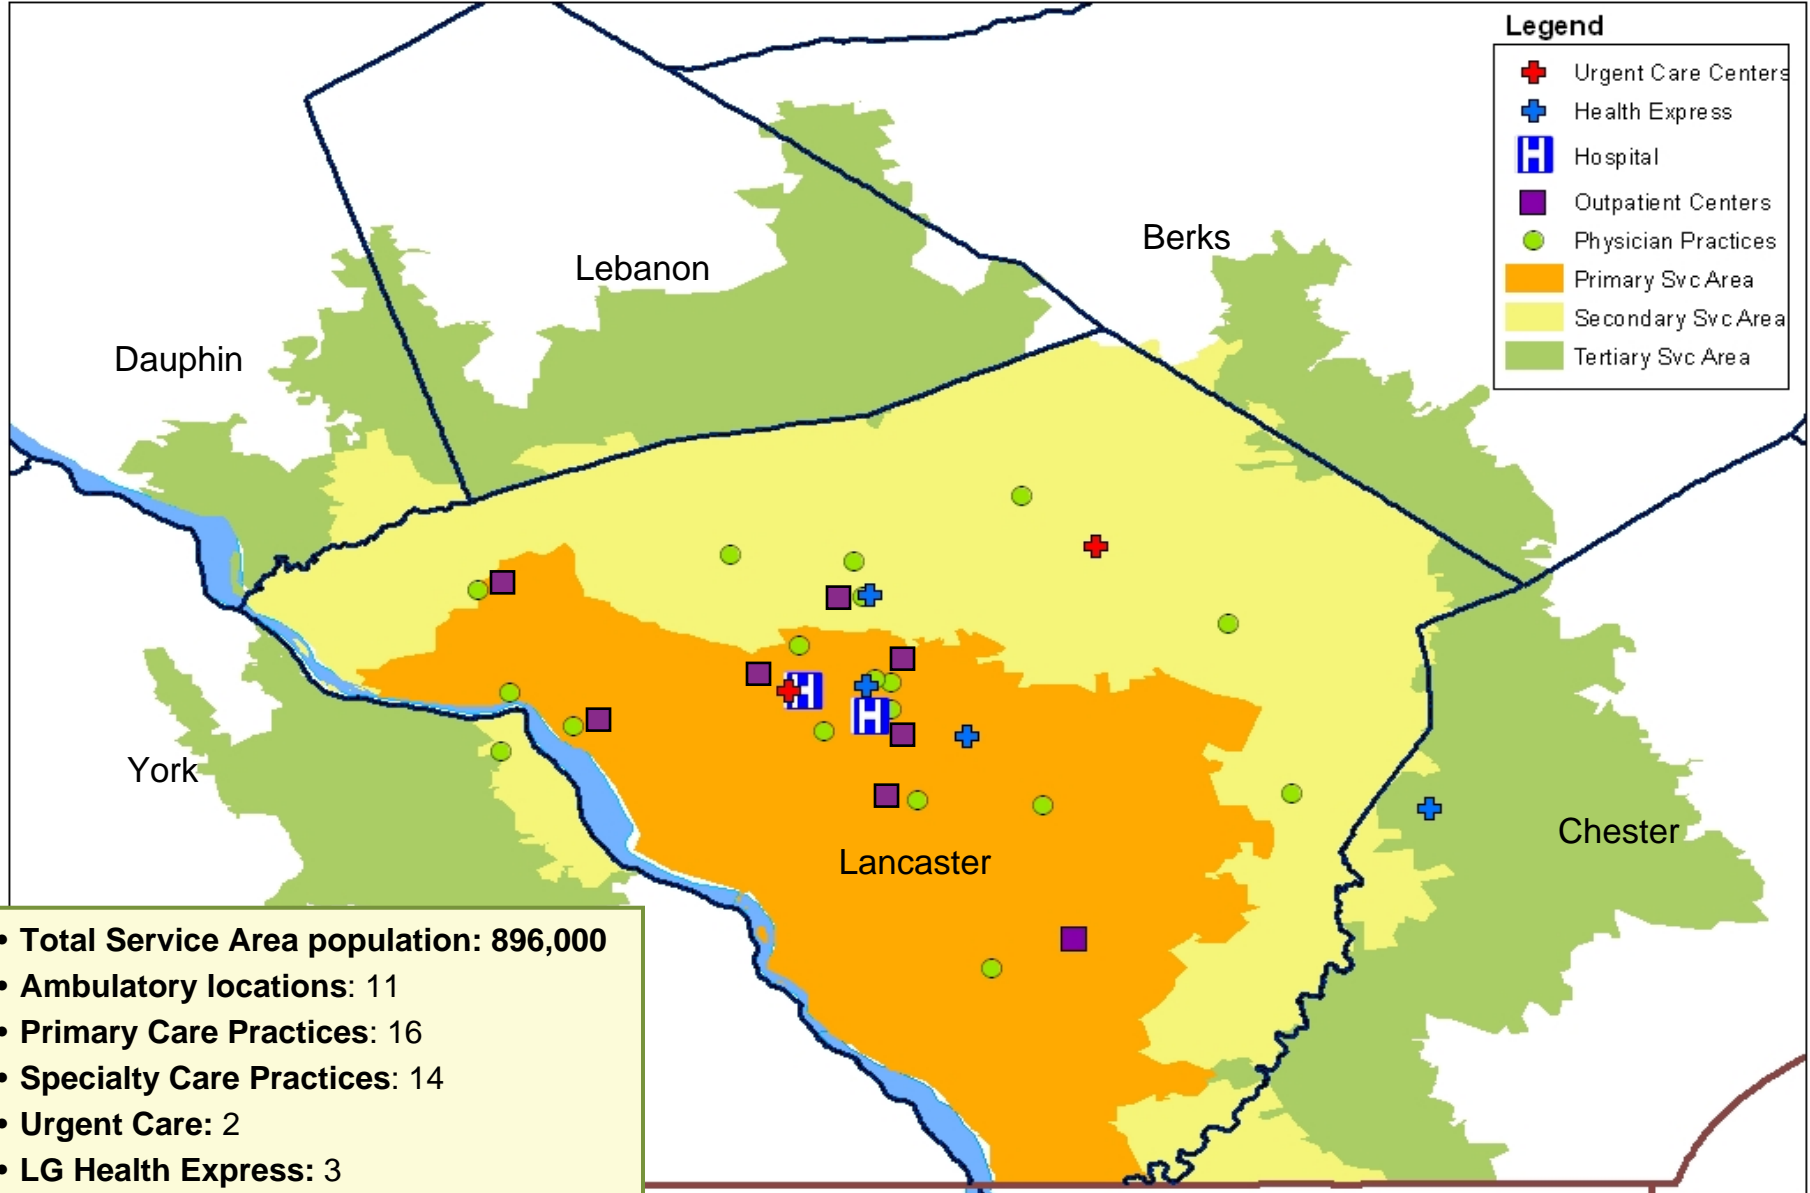 Legend
Urgent Care Centers
Health Express
H Hospital
Outpatient Centers
Physician Practices
Primary Svc Area
Secondary Svc Area
Tertiary Svc Area
Berks
Lebanon
Dauphin
H
H
York
Chester
Lancaster
• Total Service Area population: 896,000
• Ambulatory locations: 11
• Primary Care Practices: 16
• Specialty Care Practices: 14
• Urgent Care: 2
• LG Health Express: 3